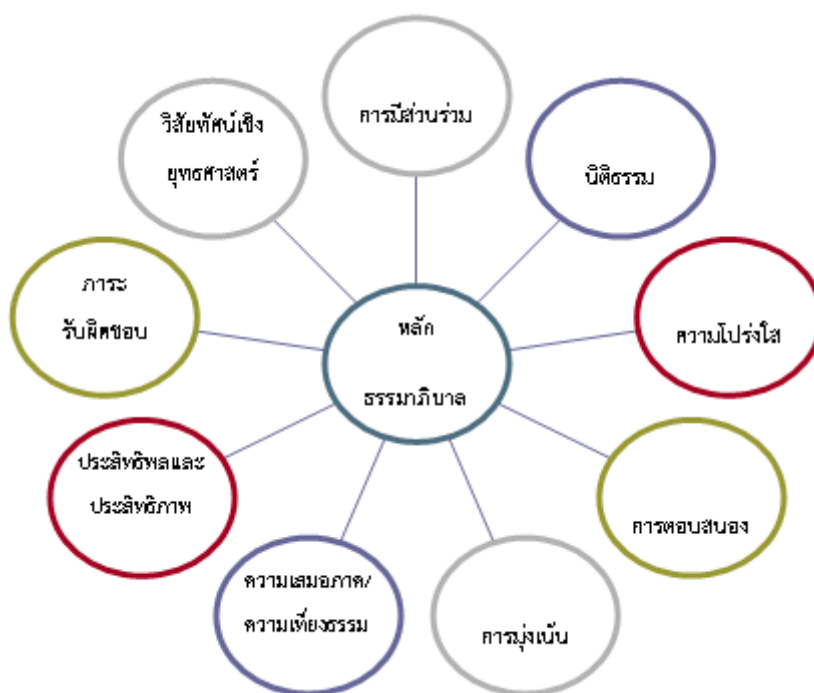 การมีส่วนร่วม
วิสัยทัศน์เชิง
ยุทธศาสตร์
นิติธรรม
ภาระ
รับผิดชอบ
หลัก
ธรรมาภิบาล
ความโปร่งใส
ประสิทธิผลและ
ประสิทธิภาพ
การตอบสนอง
ความเสมอภาค/
ความเที่ยงธรรม
การมุ่งเน้น